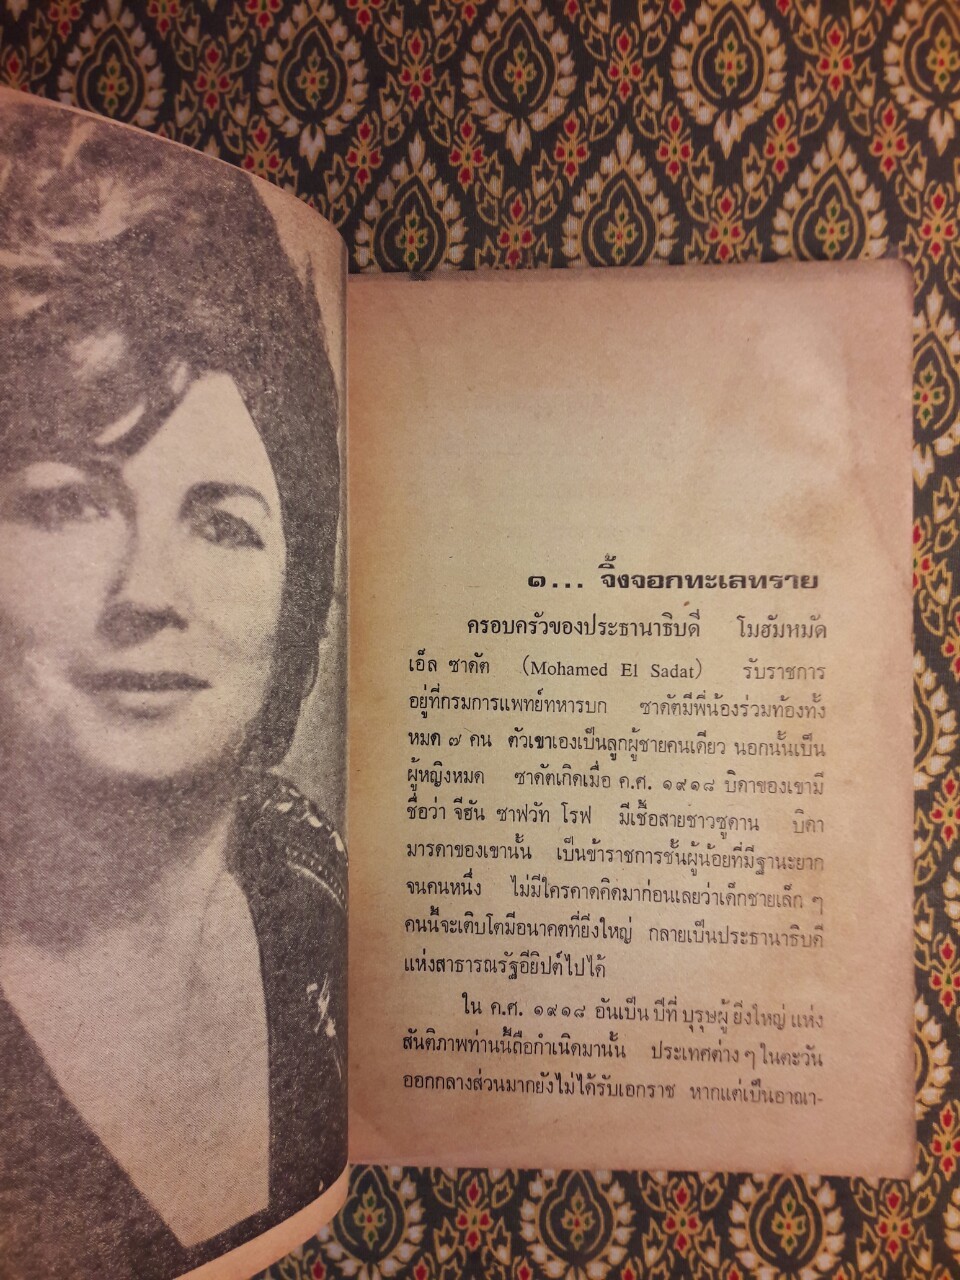 ๑... จิ้งจอกทะเลทราย
ครอบครัวของประธานาธิบดี โมฮัมหมัด
เอ็ล ซาดัต (Mohamed El Sadat) รับราชการ
อยู่ที่กรมการแพทย์ทหารบก ซาดัตมีพี่น้องร่วมท้องทั้ง
หมด ๗ คน ตัวเขาเองเป็นลูกผู้ชายคนเดียว นอกนั้นเป็น
ผู้หญิงหมด ซาดัตเกิดเมื่อ ค.ศ. ๑๙๑๘ บิดาของเขามี
ชื่อว่า จีฮัน ซาฟวัท โรฟ มีเชื้อสายชาวซูดาน บิดา
มารดาของเขานั้น เป็นข้าราชการชั้นผู้น้อยที่มีฐานะยาก
จนคนหนึ่ง ไม่มีใครคาดคิดมาก่อนเลยว่าเด็กชายเล็ก ๆ
คนนี้จะเติบโตมีอนาคตที่ยิ่งใหญ่ กลายเป็นประธานาธิบดี
แห่งสาธารณรัฐอียิปต์ไปได้
ใน ค.ศ. ๑๙๑๘ อันเป็น ปีที่ บุรุษผู้ ยิ่งใหญ่ แห่ง
สันติภาพท่านนี้ถือกำเนิดมานั้น ประเทศต่าง ๆ ในตะวัน
ออกกลางส่วนมากยังไม่ได้รับเอกราช หากแต่เป็นอาณา-